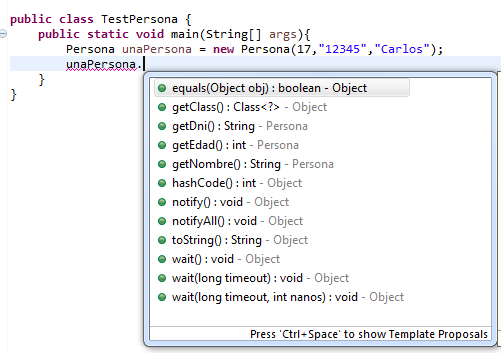 public class TestPersona {
public static void main(String[] args){
Persona unaPersona = new Persona(17,"12345","Carlos");
unaPersona.
}
}
equals(Object obj) : boolean - Object
getClass() : Class<?> - Object
getDni() : String - Persona
getEdad() : int - Persona
getNombre() : String - Persona
hashCode() : int - Object
notify() : void - Object
notifyAll() : void - Object
toString() : String - Object
wait() : void - Object
wait(long timeout) : void - Object
wait(long timeout, int nanos) : void - Object
Press 'Ctrl+Space' to show Template Proposals